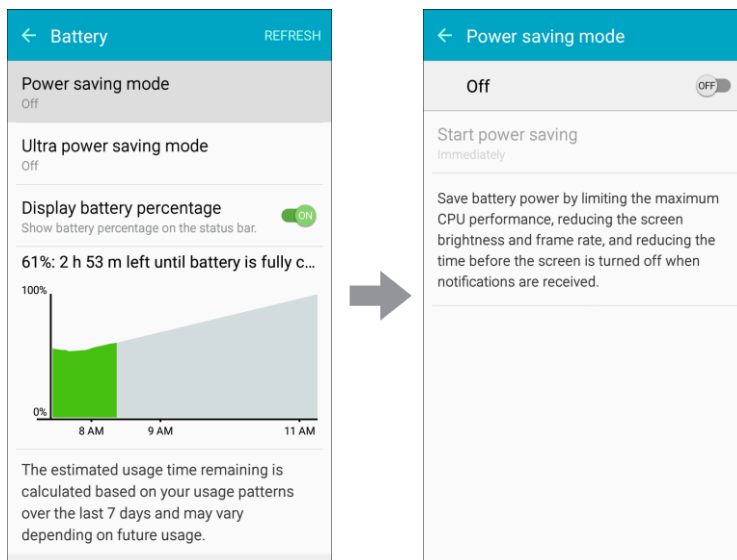 Battery
REFRESH
Power saving mode
Off
Ultra power saving mode
Off
Display battery percentage
Show battery percentage on the status bar.
ON
61%: 2 h 53 m left until battery is fully c...
100%
0%
8 AM
9 AM
11 AM
The estimated usage time remaining is
calculated based on your usage patterns
over the last 7 days and may vary
depending on future usage.
Power saving mode
Off
OFF
Start power saving
Immediately
Save battery power by limiting the maximum
CPU performance, reducing the screen
brightness and frame rate, and reducing the
time before the screen is turned off when
notifications are received.